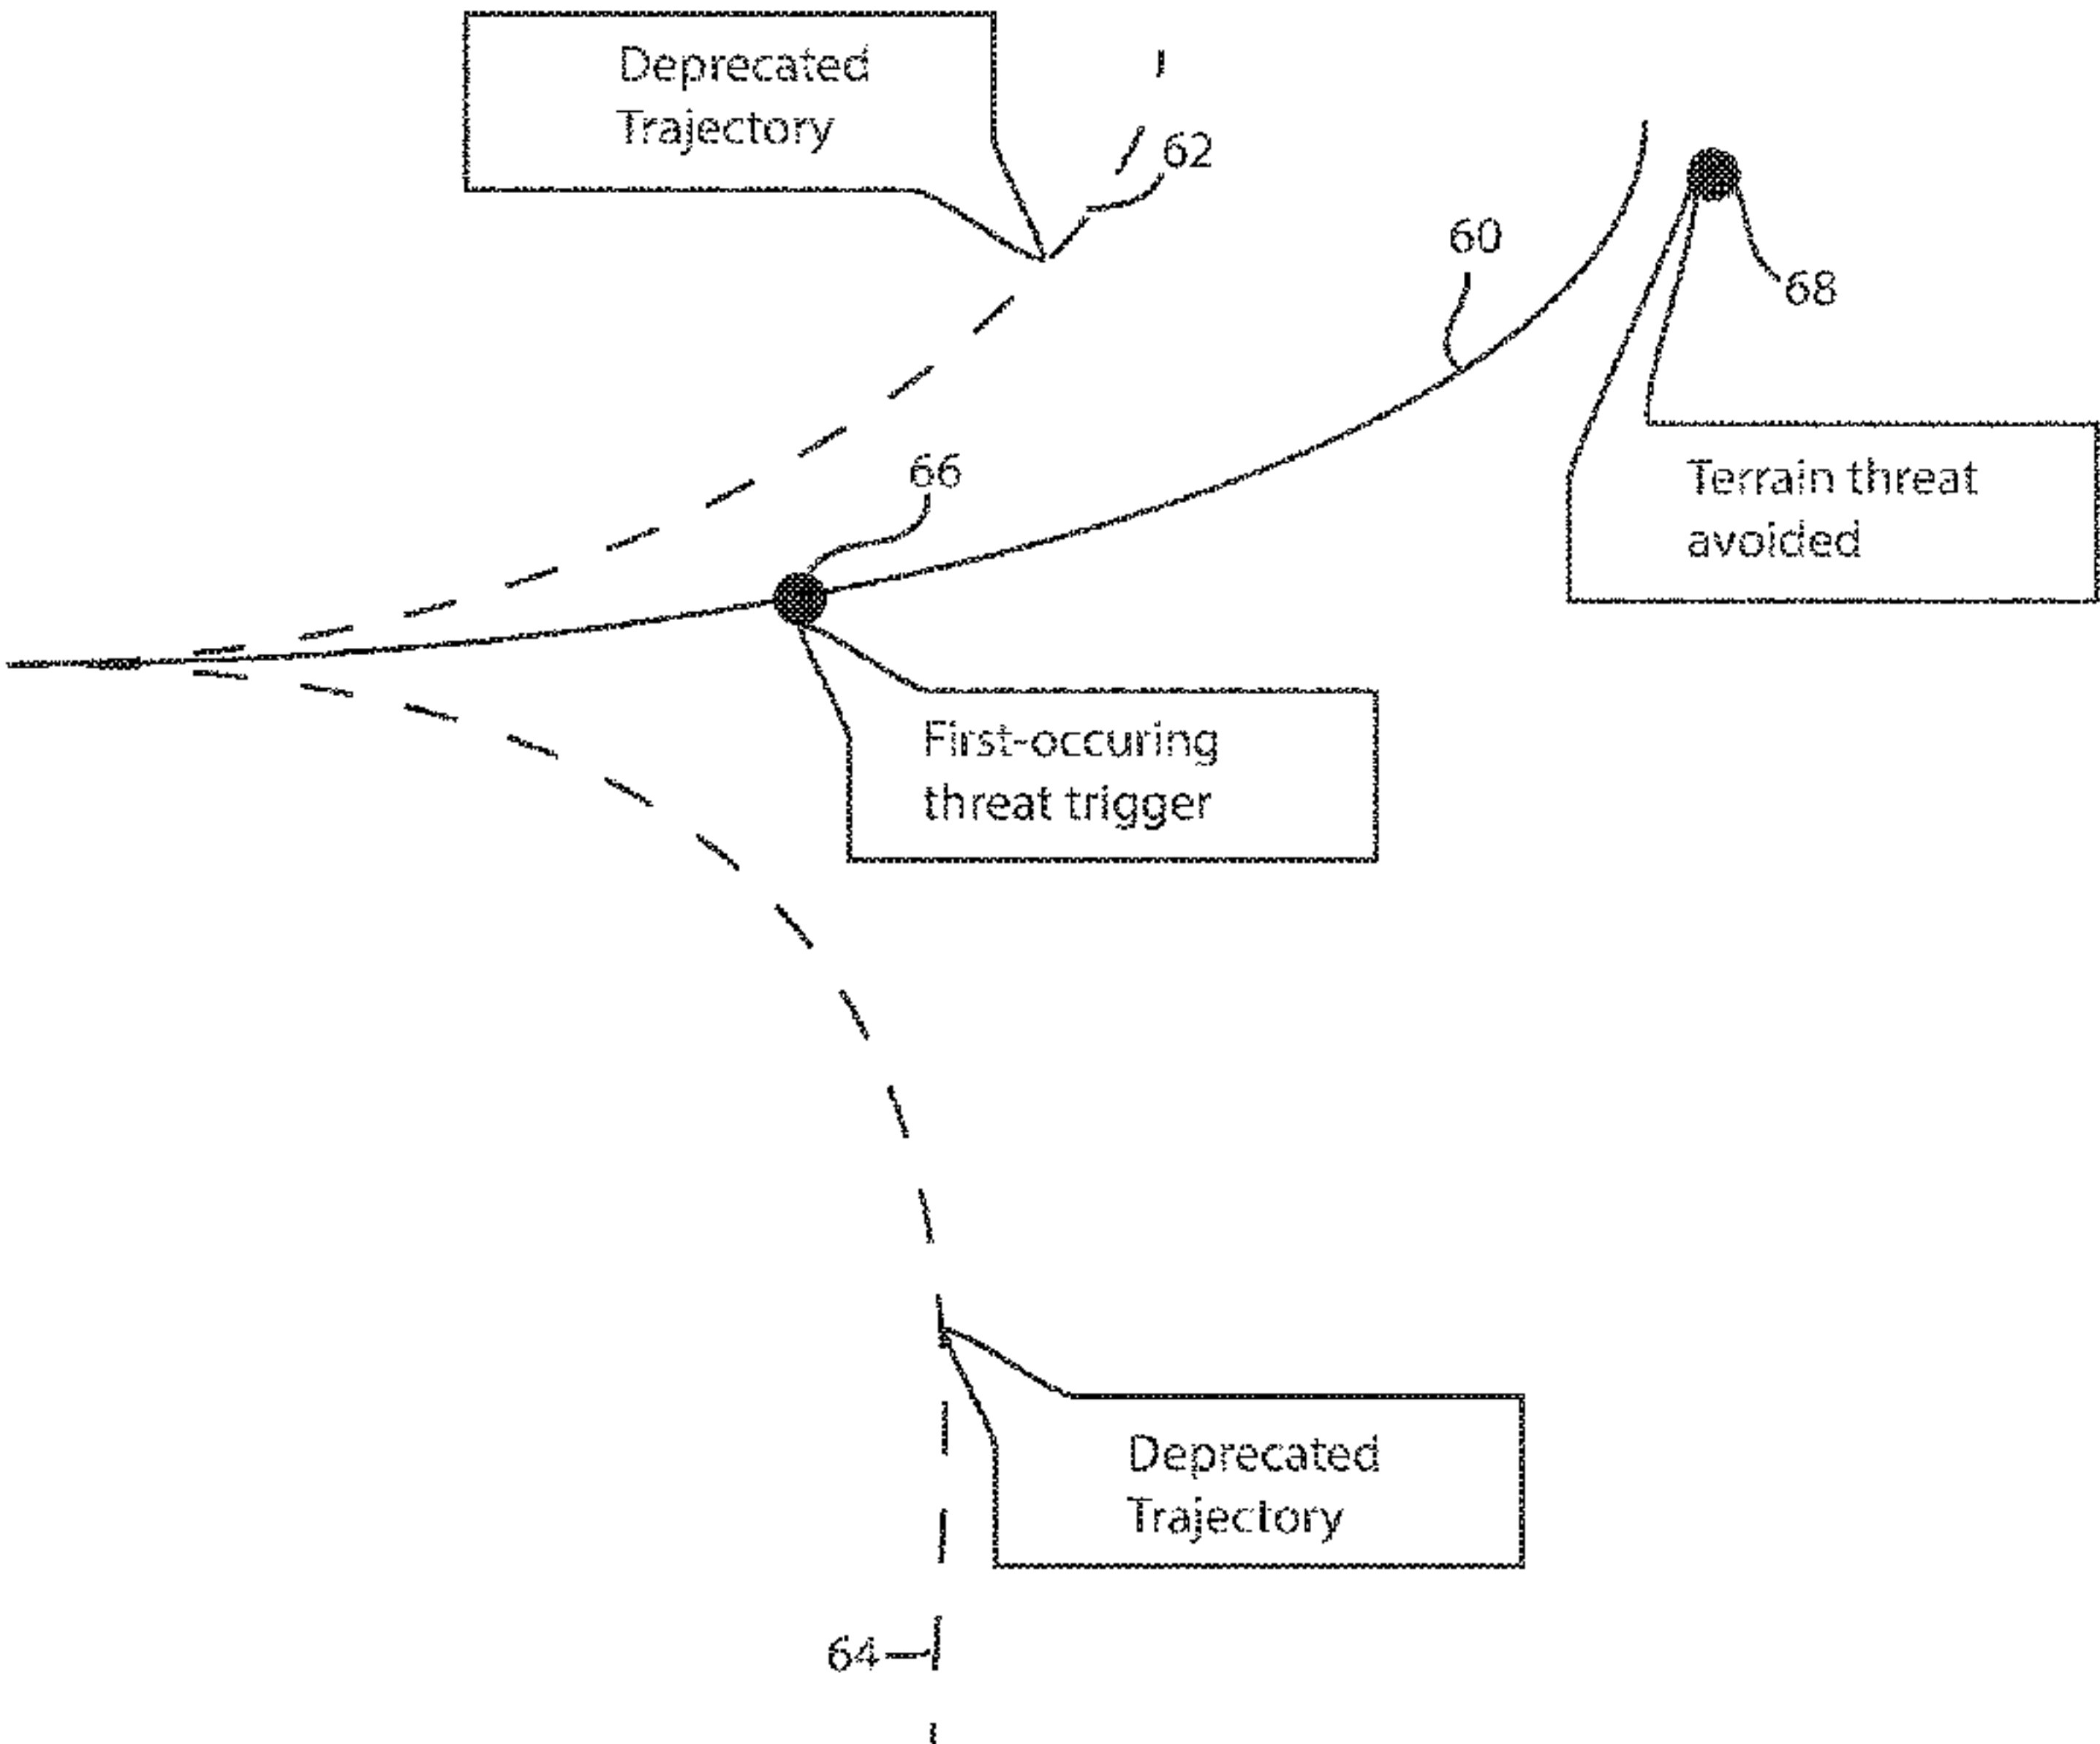 Deprecated
Trajectory
62
60
68
66
Terrain threat
avoided
First-occuring
threat trigger
Deprecated
Trajectory
64